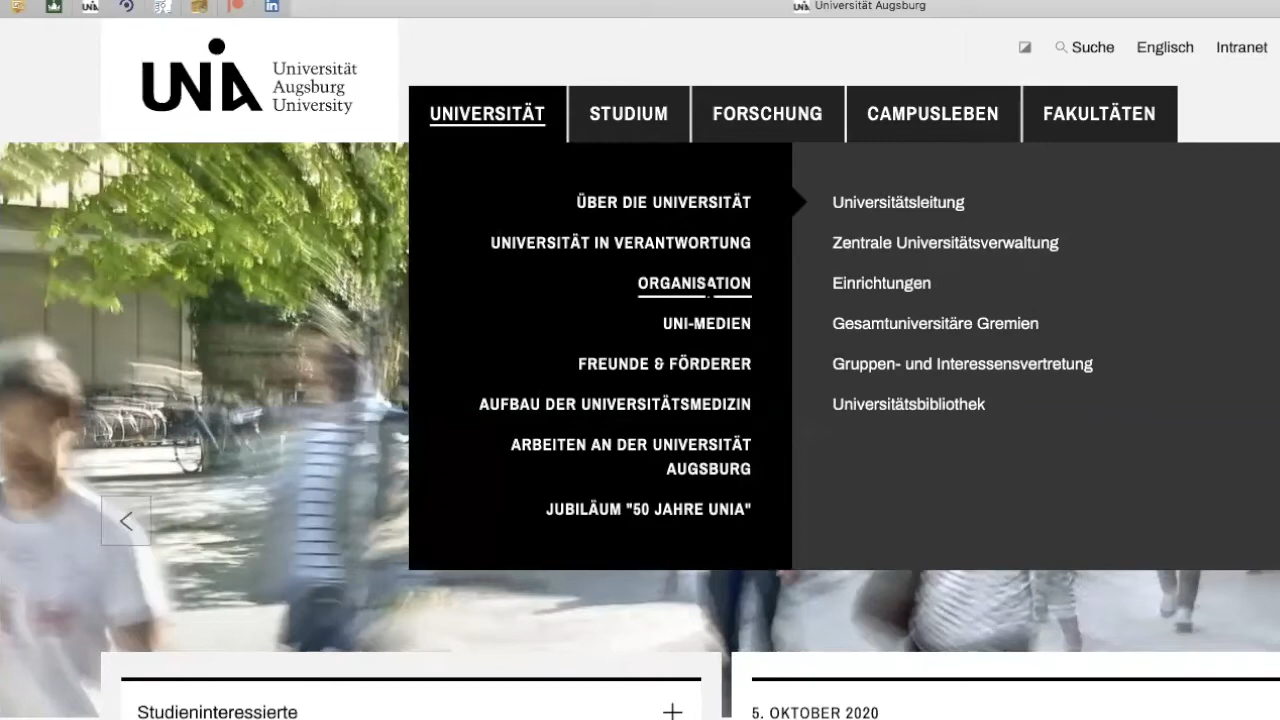 Universität Augsburg
UNIA
Universität
Augsburg
University
Suche
Englisch
Intranet
UNIVERSITÄT
STUDIUM
FORSCHUNG
CAMPUSLEBEN
FAKULTÄTEN
ÜBER DIE UNIVERSITÄT
UNIVERSITÄT IN VERANTWORTUNG
ORGANISATION
UNI-MEDIEN
FREUNDE & FÖRDERER
AUFBAU DER UNIVERSITÄTSMEDIZIN
ARBEITEN AN DER UNIVERSITÄT
AUGSBURG
JUBILÄUM "50 JAHRE UNIA"
Universitätsleitung
Zentrale Universitätsverwaltung
Einrichtungen
Gesamtuniversitäre Gremien
Gruppen- und Interessensvertretung
Universitätsbibliothek
Studieninteressierte
5. OKTOBER 2020